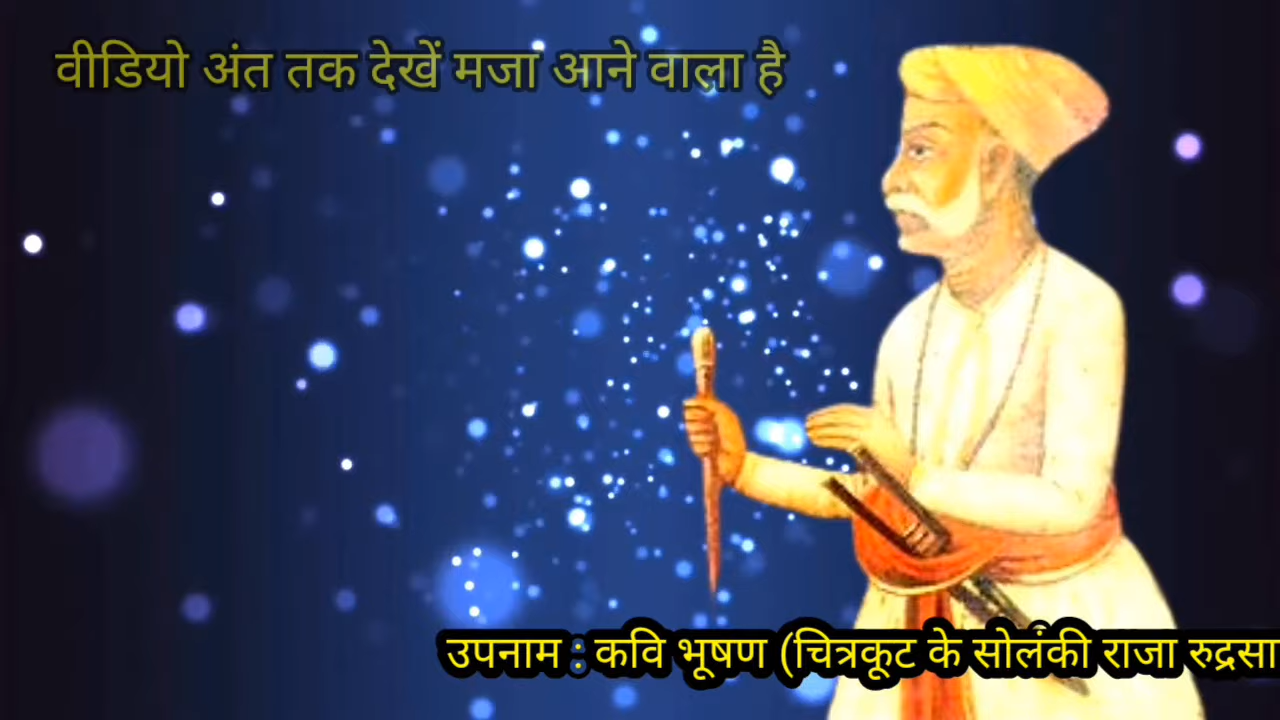 वीडियो अंत तक देखें मजा आने वाला है
उपनाम : कवि भूषण (चित्रकूट के सोलंकी राजा रुद्रसा